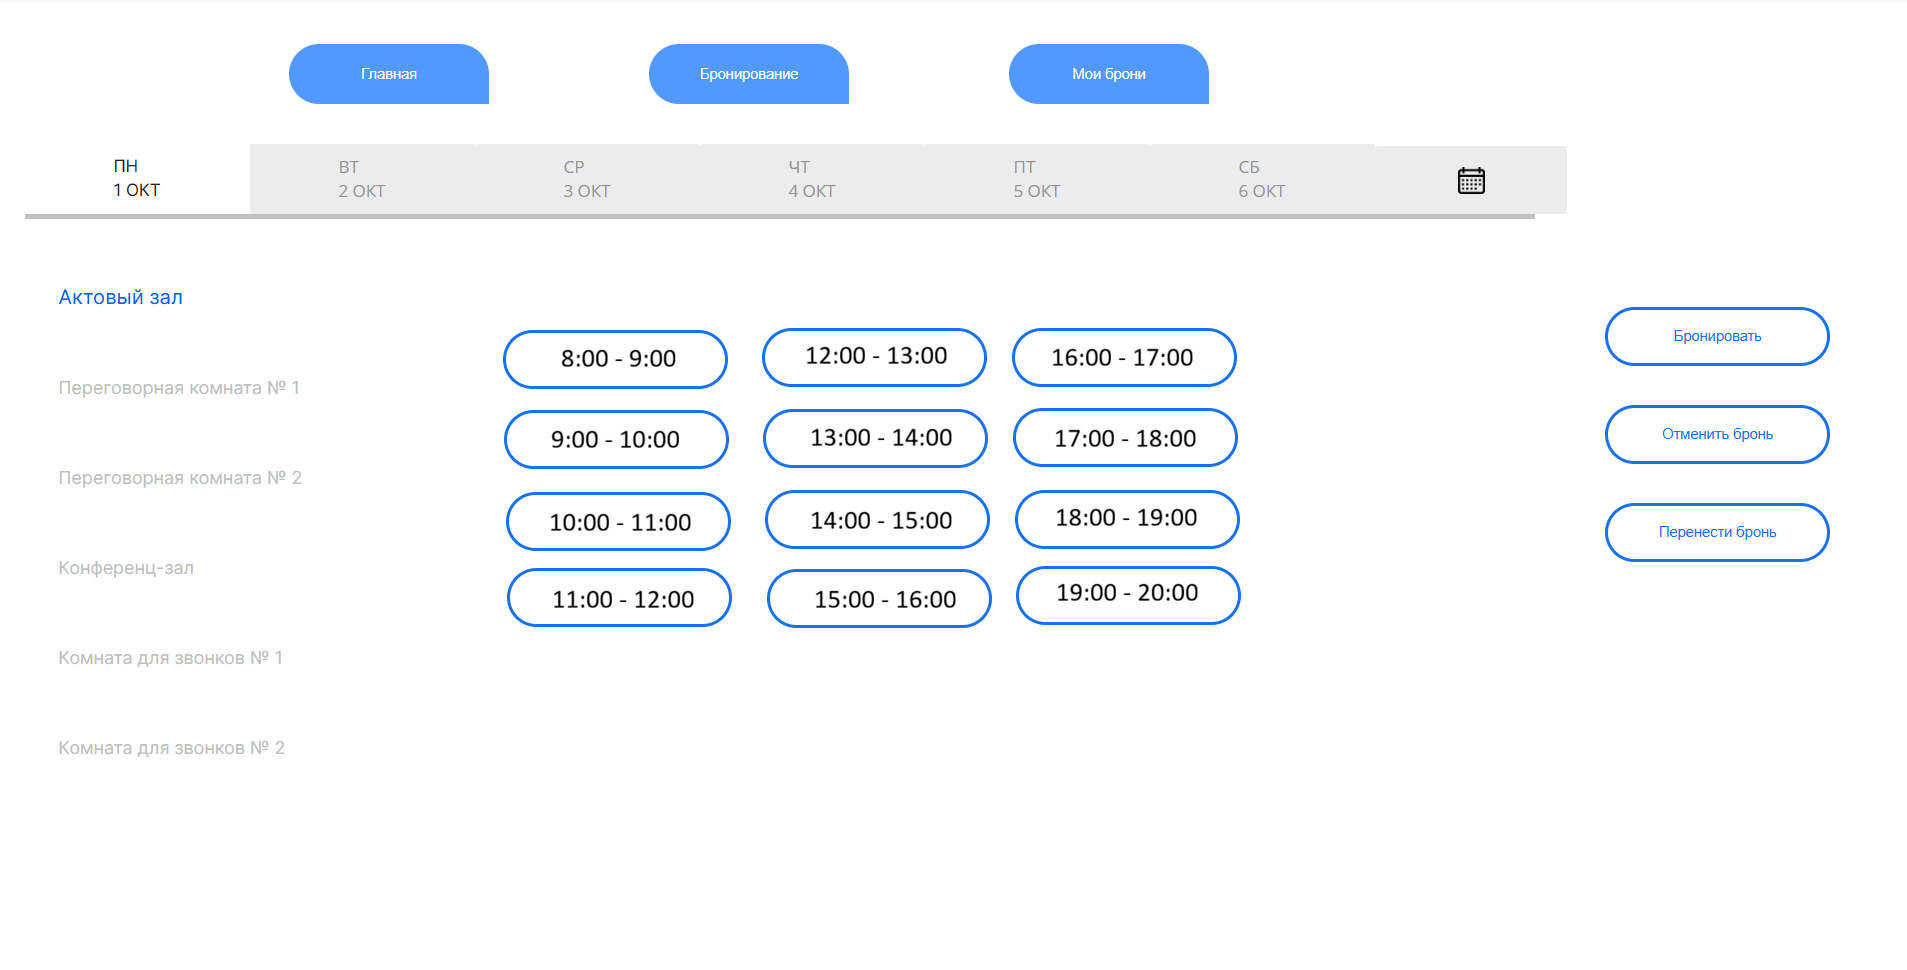 Главная
Бронирование
Мои брони
ПН
1 ОКТ
ВТ
2 ОКТ
СР
3 ОКТ
ЧТ
4 ОКТ
ПТ
5 ОКТ
СБ
6 ОКТ
Актовый зал
Переговорная комната № 1
Переговорная комната № 2
Конференц-зал
Комната для звонков № 1
Комната для звонков № 2
8:00 - 9:00
9:00 - 10:00
10:00 - 11:00
11:00 - 12:00
12:00 - 13:00
13:00 - 14:00
14:00 - 15:00
15:00 - 16:00
16:00 - 17:00
17:00 - 18:00
18:00 - 19:00
19:00 - 20:00
Бронировать
Отменить бронь
Перенести бронь